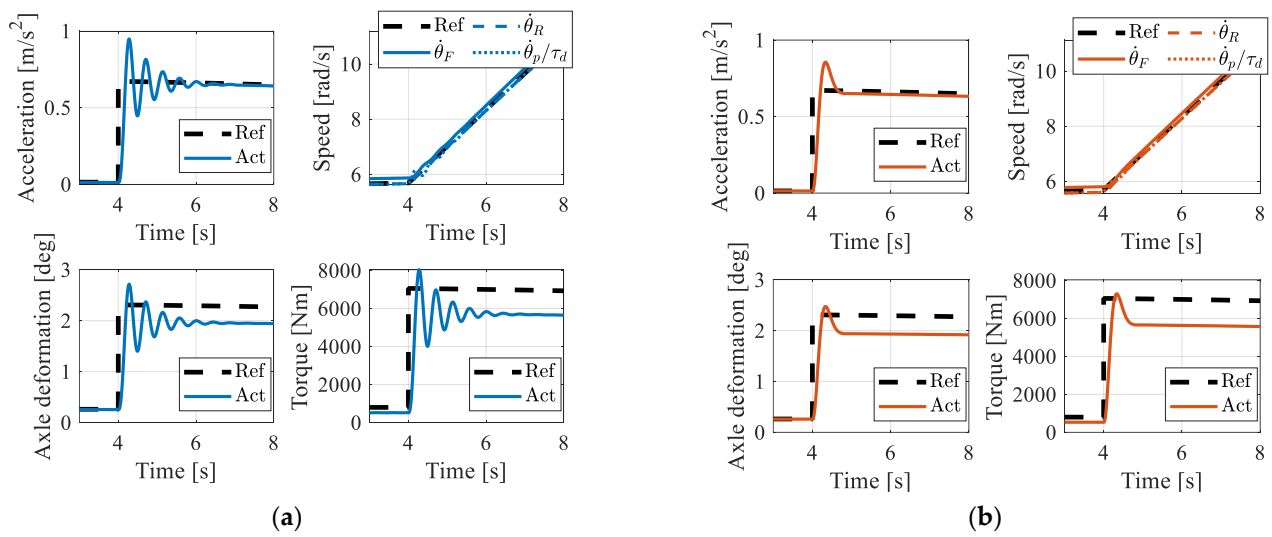 Acceleration [m/s²]
1
0.5
0
4
6
8
Time [s]
Ref
Act
Ref
θ̇_F
θ̇_R
θ̇_p/τ_d
Speed [rad/s]
10
8
6
4
6
8
Time [s]
Axle deformation [deg]
3
2
1
0
4
6
8
Time [s]
Ref
Act
Torque [Nm]
8000
6000
4000
2000
0
4
6
8
Time [s]
Ref
Act
(a)
Acceleration [m/s²]
1
0.5
0
4
6
8
Time [s]
Ref
Act
Ref
θ̇_F
θ̇_R
θ̇_p/τ_d
Speed [rad/s]
10
8
6
4
6
8
Time [s]
Axle deformation [deg]
3
2
1
0
4
6
8
Time [s]
Ref
Act
Torque [Nm]
8000
6000
4000
2000
0
4
6
8
Time [s]
Ref
Act
(b)